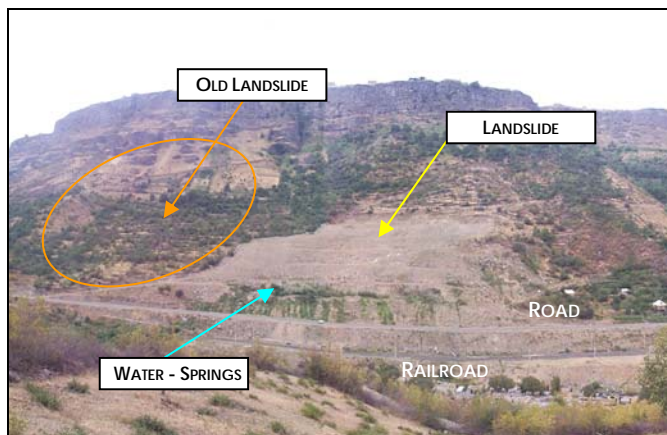 OLD LANDSLIDE
LANDSLIDE
ROAD
WATER - SPRINGS
RAILROAD